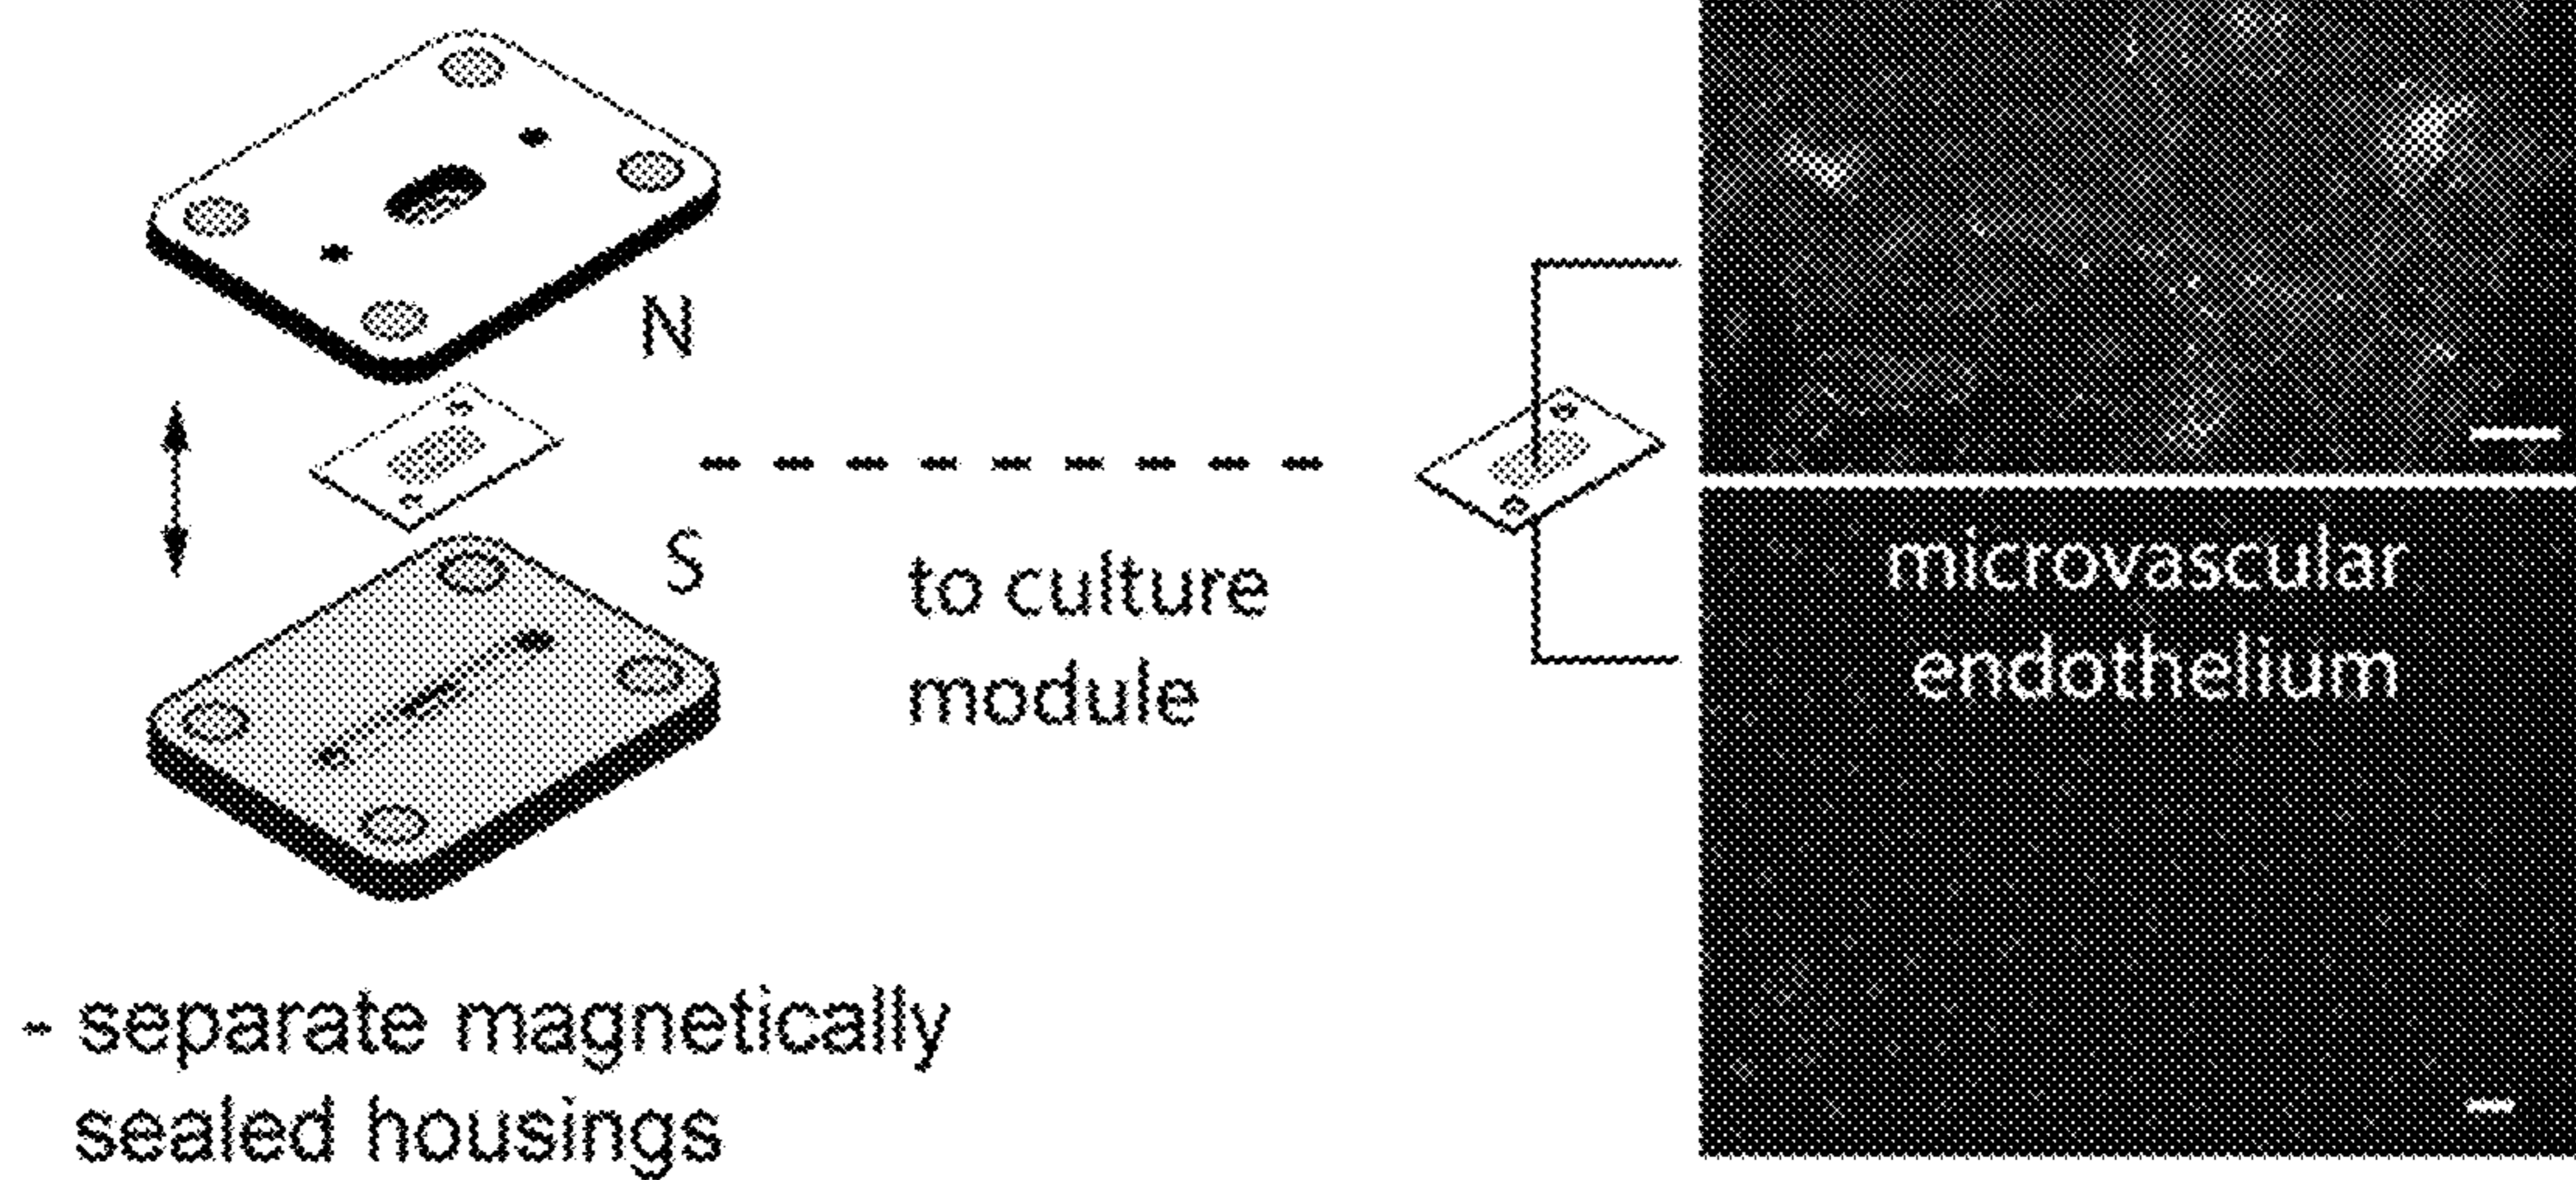 N
S
to culture
module
- separate magnetically
sealed housings
microvascular
endothelium